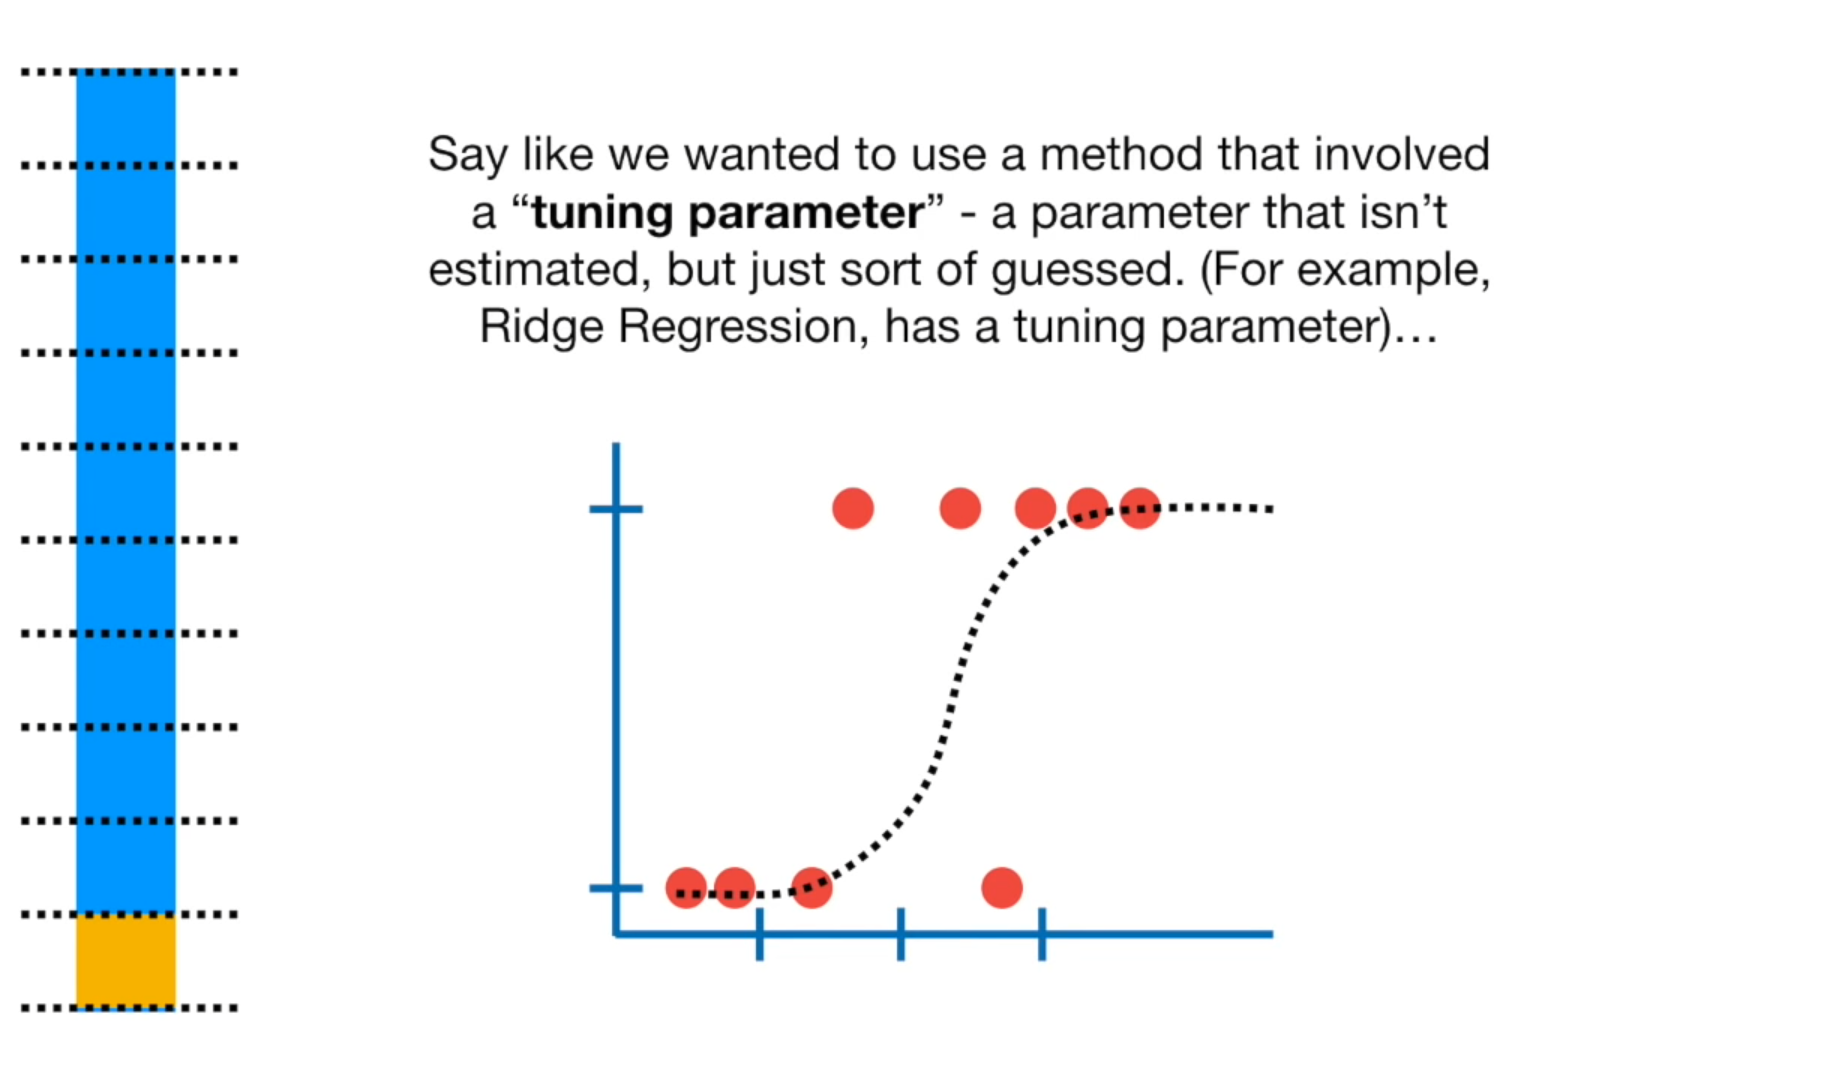 Say like we wanted to use a method that involved
a “tuning parameter” - a parameter that isn’t
estimated, but just sort of guessed. (For example,
Ridge Regression, has a tuning parameter)…